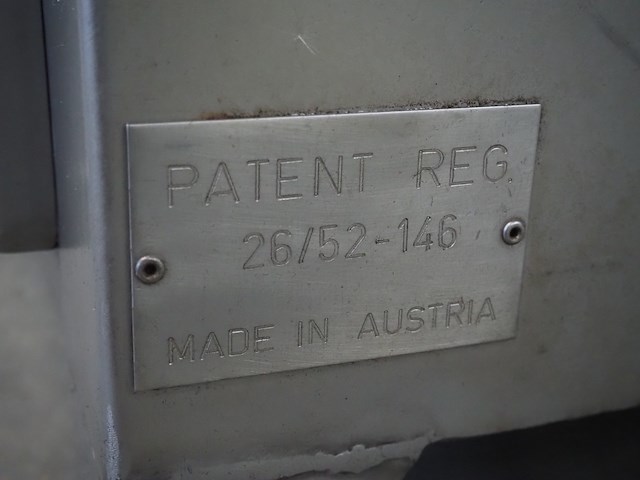 PATENT REG.
26/52-146
MADE IN AUSTRIA